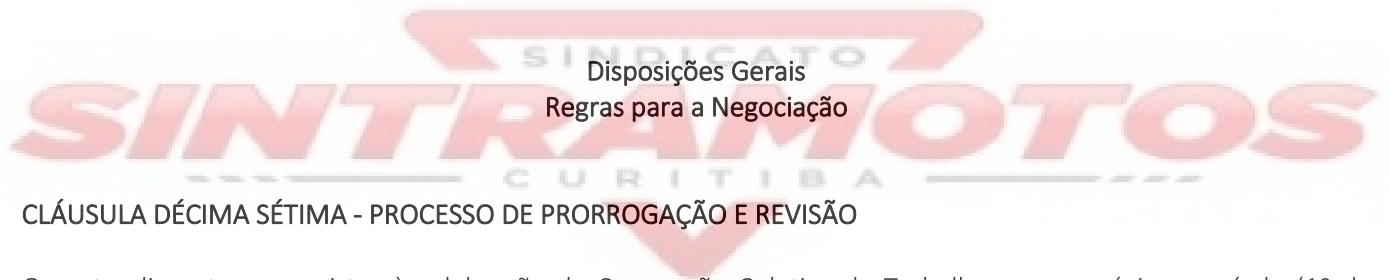 SINDICATO
Disposições Gerais
Regras para a Negociação
SINTRAMOTOS
CURITIBA
CLÁUSULA DÉCIMA SÉTIMA - PROCESSO DE PRORROGAÇÃO E REVISÃO